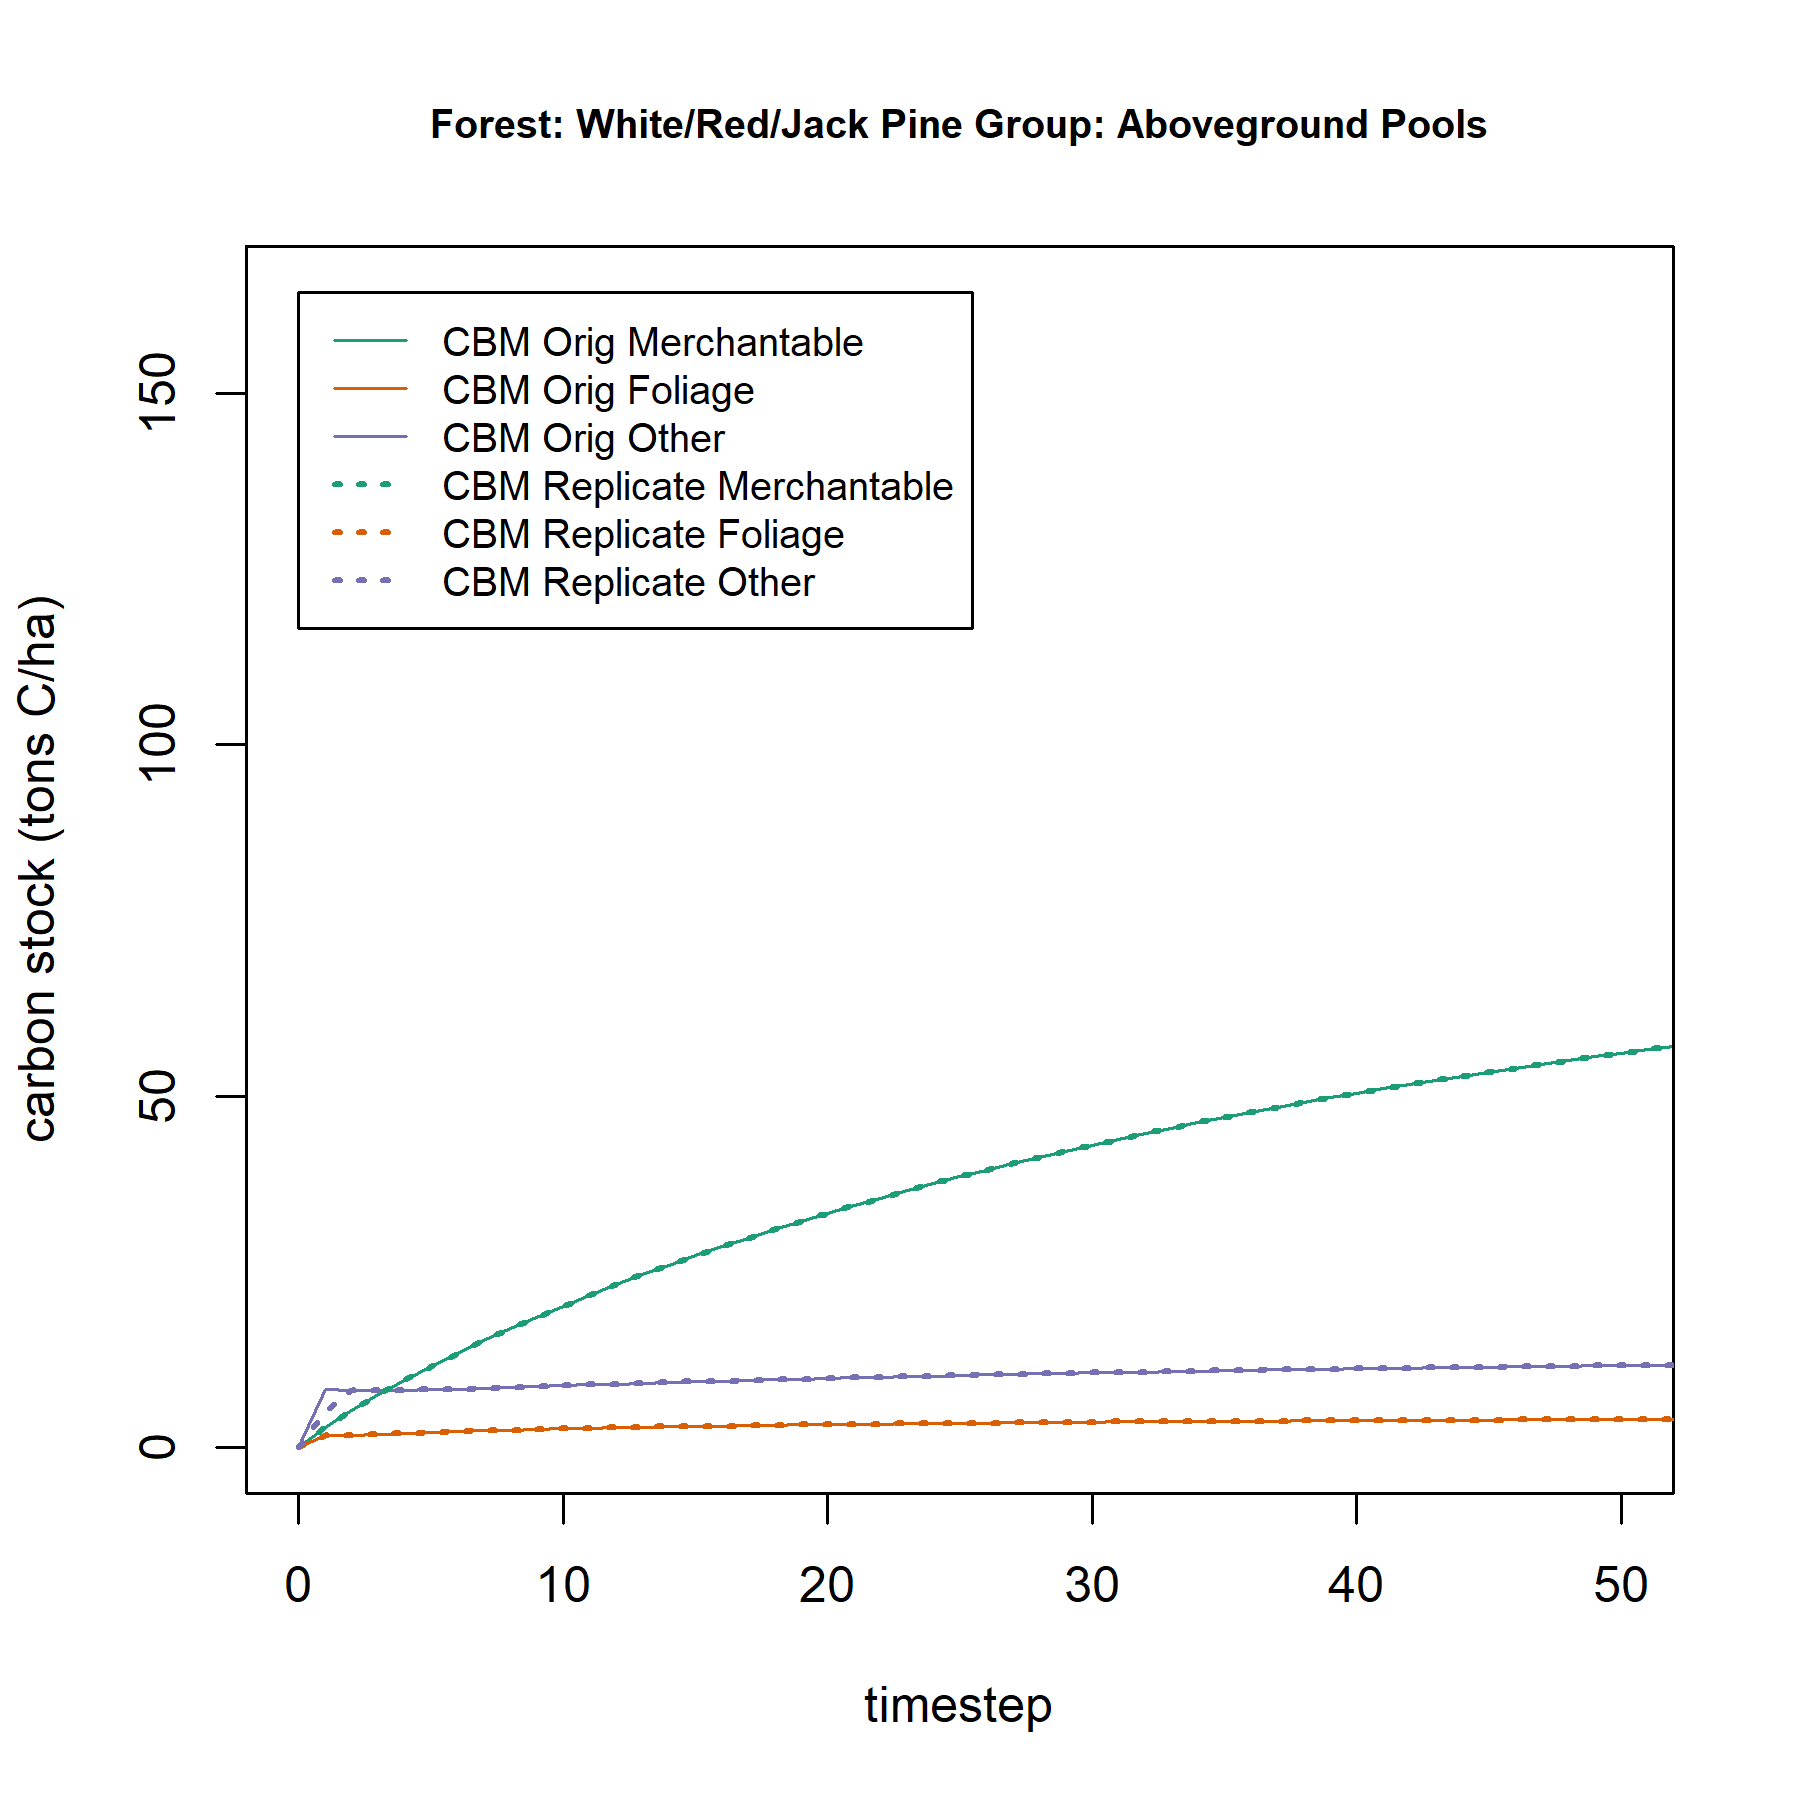 Forest: White/Red/Jack Pine Group: Aboveground Pools
CBM Orig Merchantable
CBM Orig Foliage
CBM Orig Other
CBM Replicate Merchantable
CBM Replicate Foliage
CBM Replicate Other
carbon stock (tons C/ha)
150
100
50
0
0 10 20 30 40 50
timestep